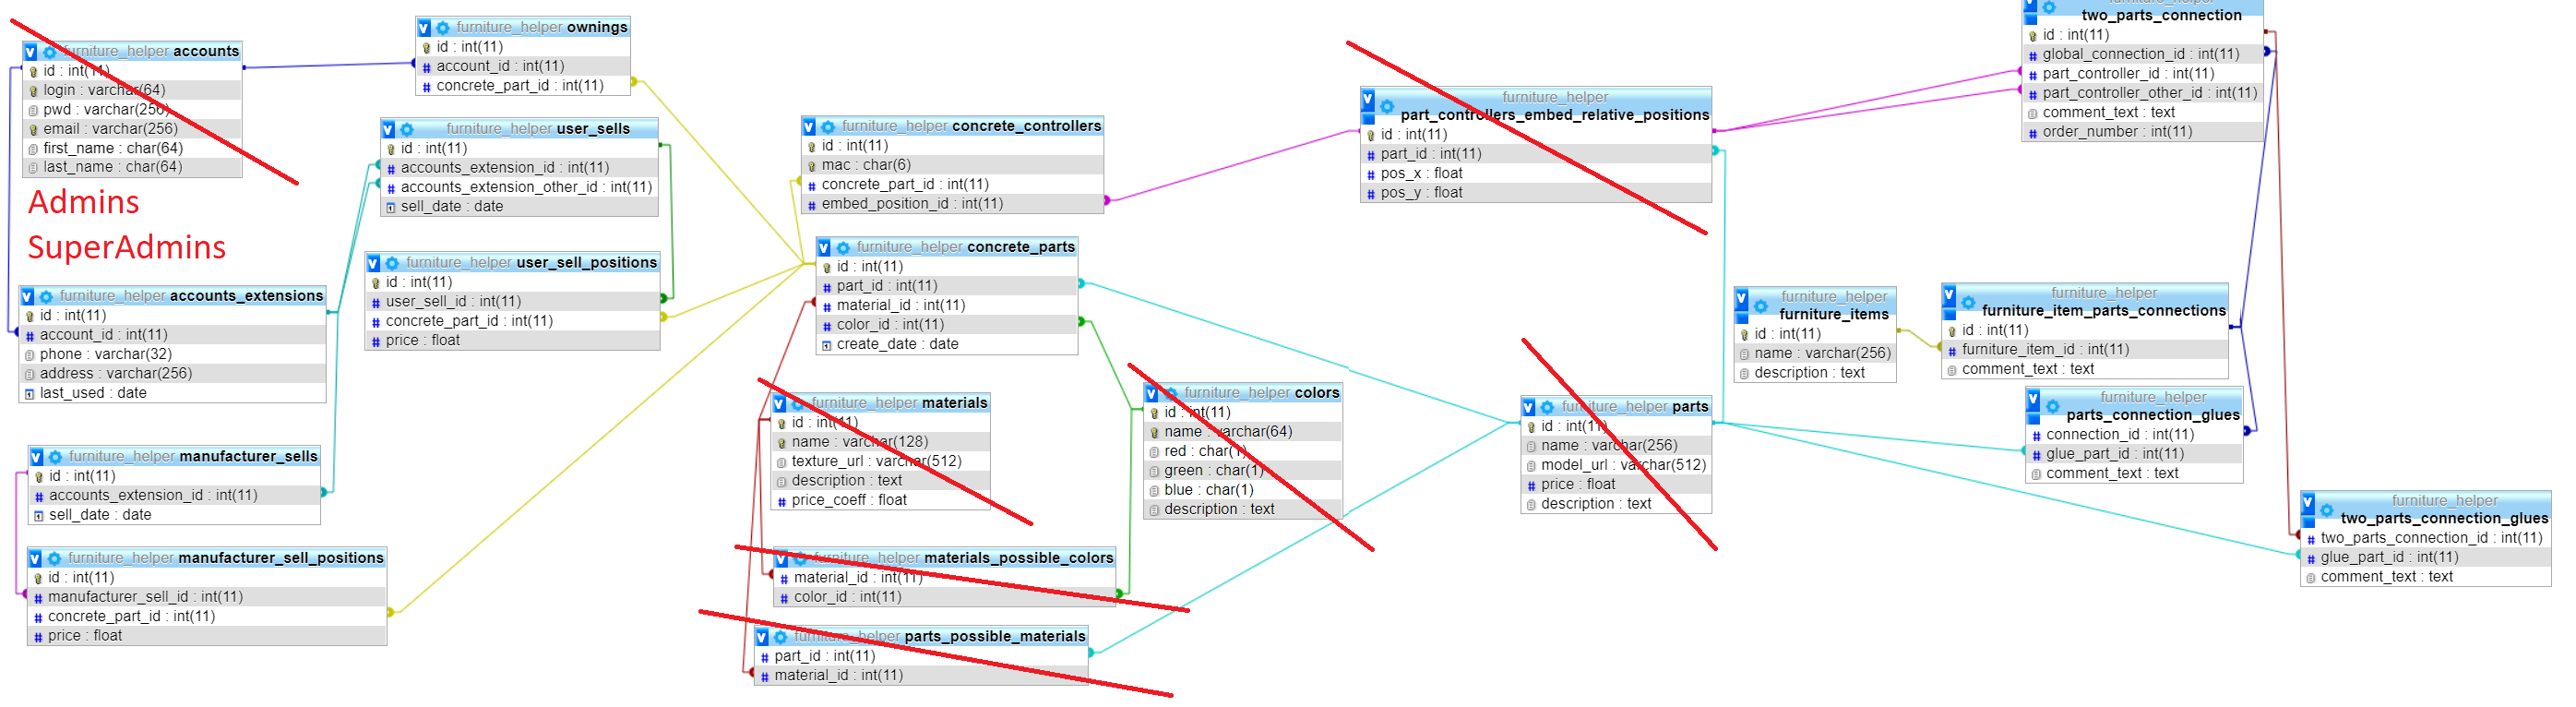 furniture_helper accounts
id : int(11)
login : varchar(64)
pwd : varchar(256)
email : varchar(256)
first_name : char(64)
last_name : char(64)
Admins
SuperAdmins
furniture_helper accounts_extensions
id : int(11)
account_id : int(11)
phone : varchar(32)
address : varchar(256)
last_used : date
furniture_helper manufacturer_sells
id : int(11)
accounts_extension_id : int(11)
sell_date : date
furniture_helper manufacturer_sell_positions
id : int(11)
manufacturer_sell_id : int(11)
concrete_part_id : int(11)
price : float
furniture_helper ownings
id : int(11)
account_id : int(11)
concrete_part_id : int(11)
furniture_helper user_sells
id : int(11)
accounts_extension_id : int(11)
accounts_extension_other_id : int(11)
sell_date : date
furniture_helper user_sell_positions
id : int(11)
user_sell_id : int(11)
concrete_part_id : int(11)
price : float
furniture_helper concrete_controllers
id : int(11)
mac : char(6)
concrete_part_id : int(11)
embed_position_id : int(11)
furniture_helper concrete_parts
id : int(11)
part_id : int(11)
material_id : int(11)
color_id : int(11)
create_date : date
furniture_helper materials
id : int(11)
name : varchar(128)
texture_url : varchar(512)
description : text
price_coeff : float
furniture_helper materials_possible_colors
material_id : int(11)
color_id : int(11)
furniture_helper parts_possible_materials
part_id : int(11)
material_id : int(11)
furniture_helper colors
id : int(11)
name : varchar(64)
red : char(1)
green : char(1)
blue : char(1)
description : text
furniture_helper
part_controllers_embed_relative_positions
id : int(11)
part_id : int(11)
pos_x : float
pos_y : float
furniture_helper parts
id : int(11)
name : varchar(256)
model_url : varchar(512)
price : float
description : text
furniture_helper
furniture_items
id : int(11)
name : varchar(256)
description : text
furniture_helper
two_parts_connection
id : int(11)
global_connection_id : int(11)
part_controller_id : int(11)
part_controller_other_id : int(11)
comment_text : text
order_number : int(11)
furniture_helper
furniture_item_parts_connections
id : int(11)
furniture_item_id : int(11)
comment_text : text
furniture_helper
parts_connection_glues
connection_id : int(11)
glue_part_id : int(11)
comment_text : text
furniture_helper
two_parts_connection_glues
two_parts_connection_id : int(11)
glue_part_id : int(11)
comment_text : text